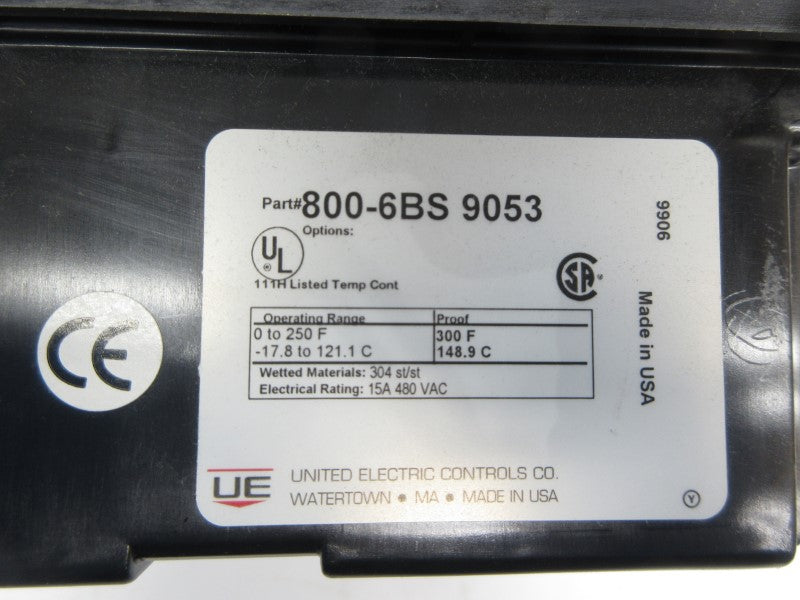 Part#800-6BS 9053
Options:
UL
®
111H Listed Temp Cont
SA
®
9906
Made in USA
CE
Operating Range Proof
0 to 250 F 300 F
-17.8 to 121.1 C 148.9 C
Wetted Materials: 304 st/st
Electrical Rating: 15A 480 VAC
UE UNITED ELECTRIC CONTROLS CO.
WATERTOWN • MA • MADE IN USA
Y